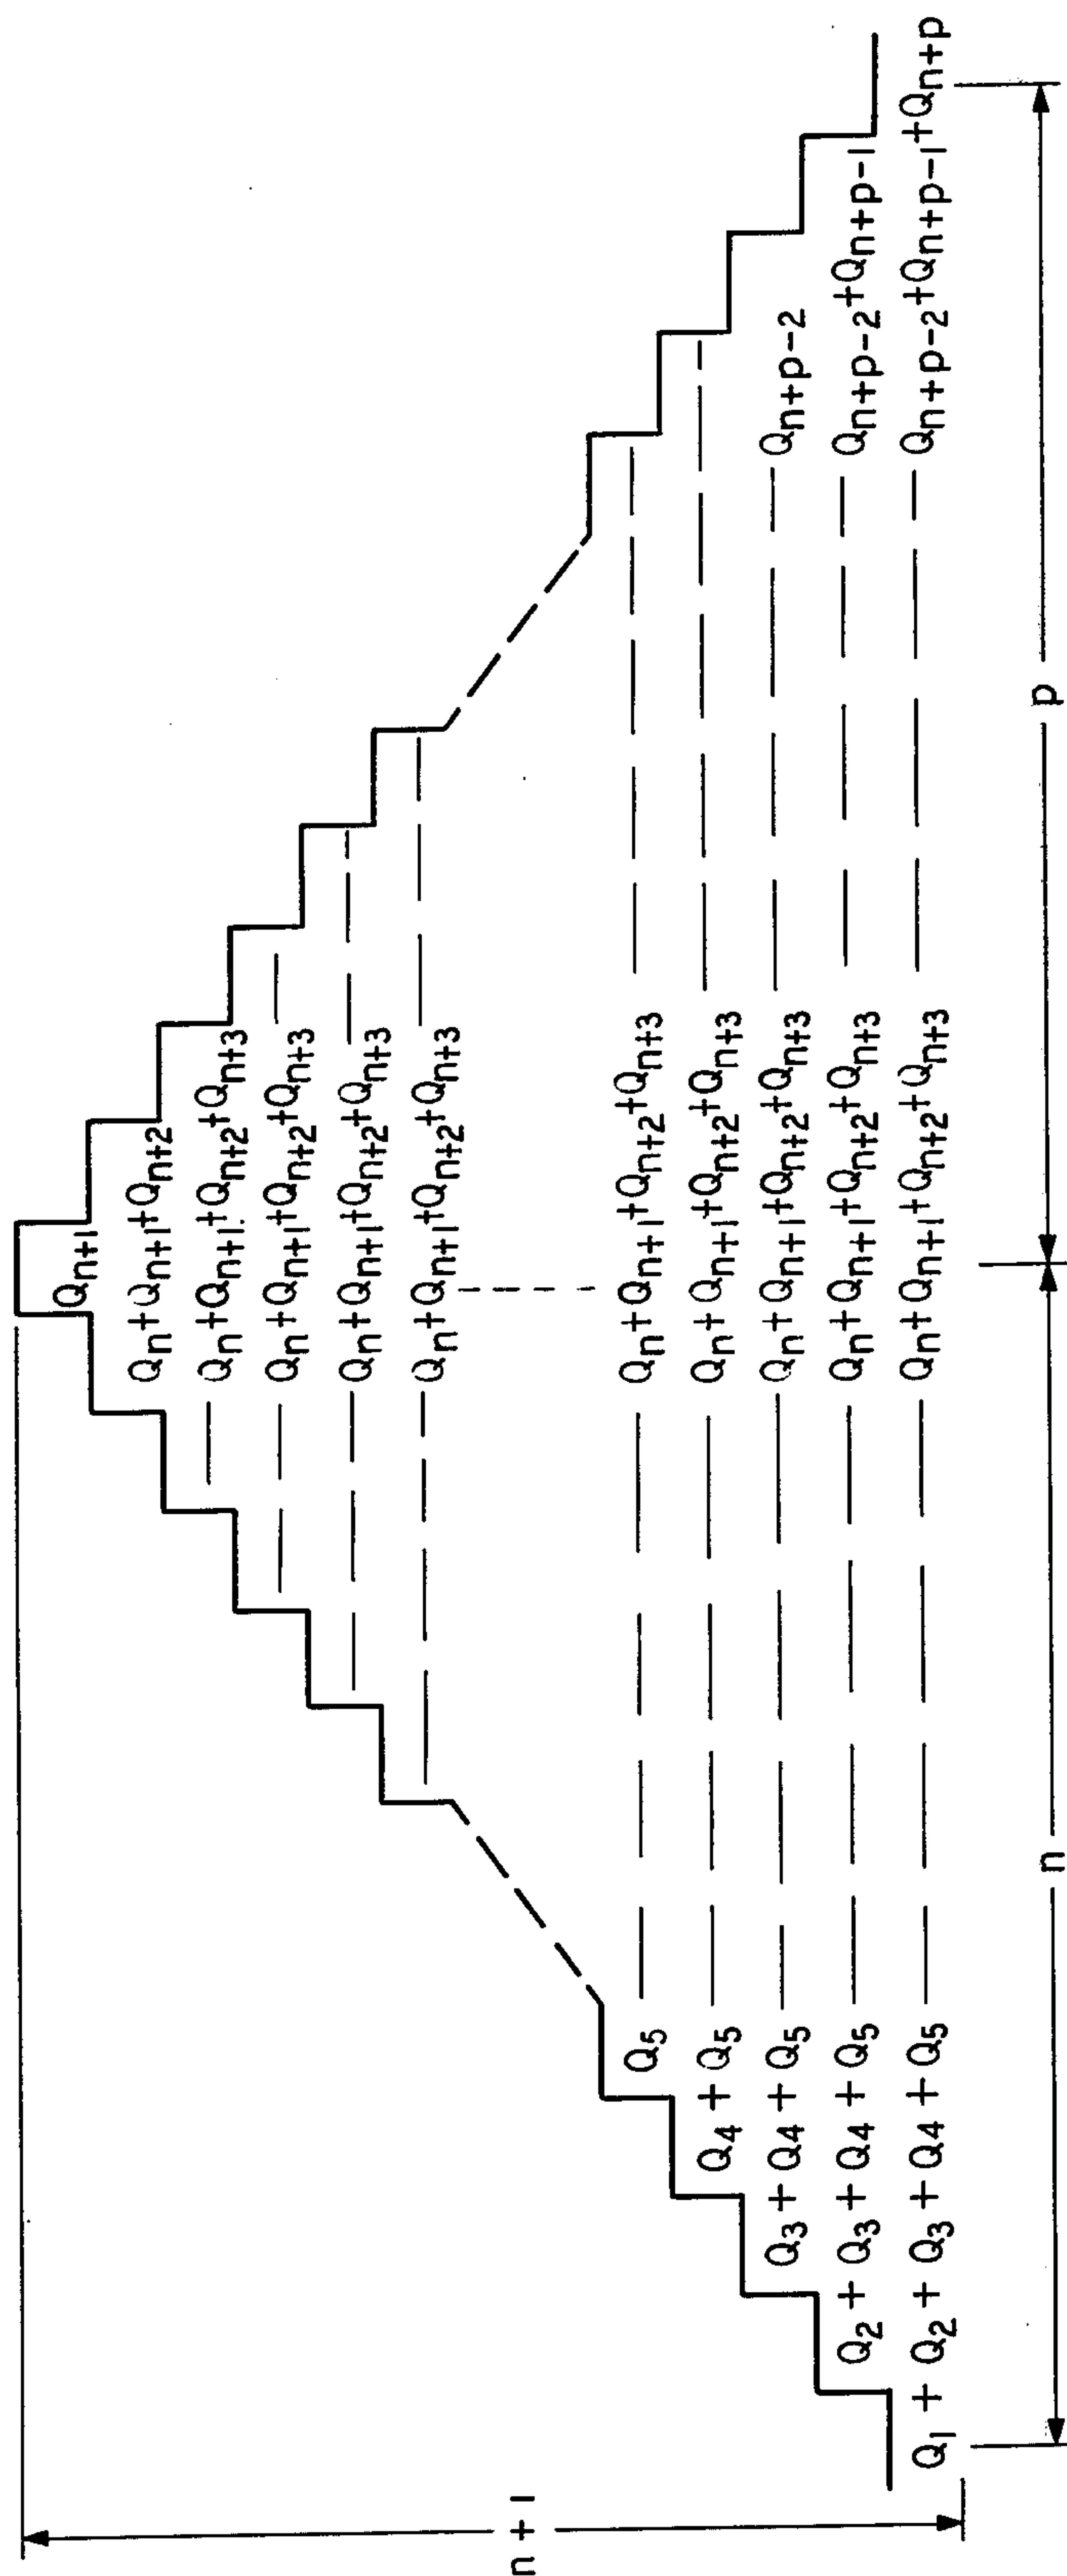 Qn+1
Qn+Qn+1+Qn+2
— Qn+Qn+1+Qn+2+Qn+3
— — Qn+Qn+1+Qn+2+Qn+3 —
— — — Qn+Qn+1+Qn+2+Qn+3 — —
— — — Qn+Qn+1+Qn+2+Qn+3 — — —
Q5 — — — — Qn+Qn+1+Qn+2+Qn+3 — — — —
Q4 + Q5 — — — — Qn+Qn+1+Qn+2+Qn+3 — — — —
Q3 + Q4 + Q5 — — — — Qn+Qn+1+Qn+2+Qn+3 — — — Qn+p-2
Q2 + Q3 + Q4 + Q5 — — — — Qn+Qn+1+Qn+2+Qn+3 — — — Qn+p-2+Qn+p-1
Q1 + Q2 + Q3 + Q4 + Q5 — — — — Qn+Qn+1+Qn+2+Qn+3 — — — Qn+p-2+Qn+p-1+Qn+p
n + 1
n
p